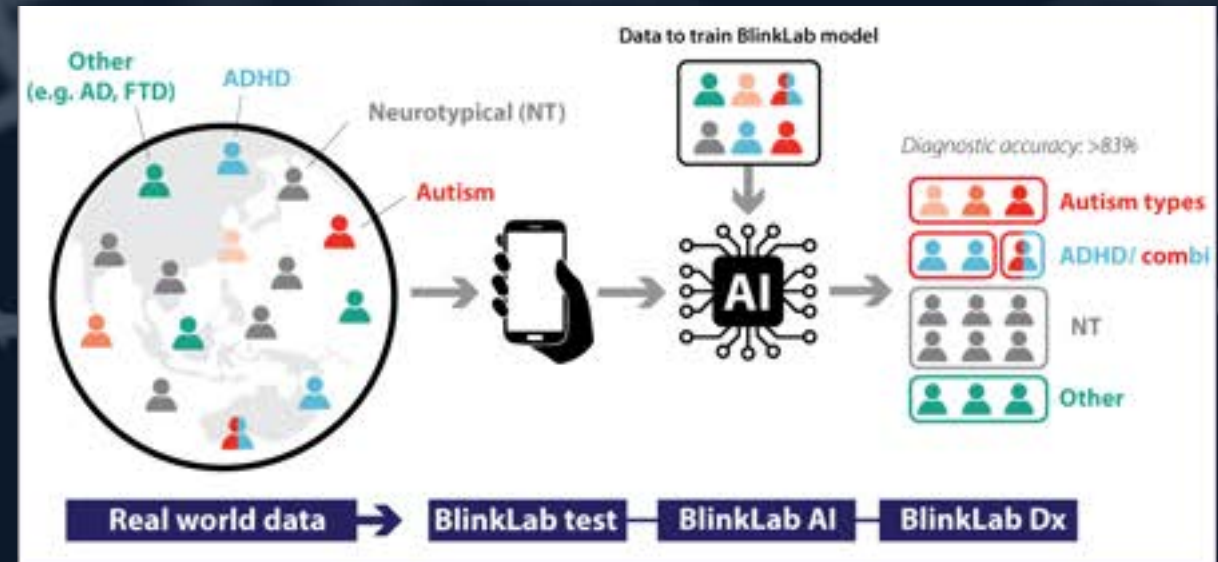 Data to train BlinkLab model
Other
(e.g. AD, FTD)
ADHD
Neurotypical (NT)
Autism
AI
Diagnostic accuracy: >83%
Autism types
ADHD/ combi
NT
Other
Real world data
BlinkLab test
BlinkLab AI
BlinkLab Dx